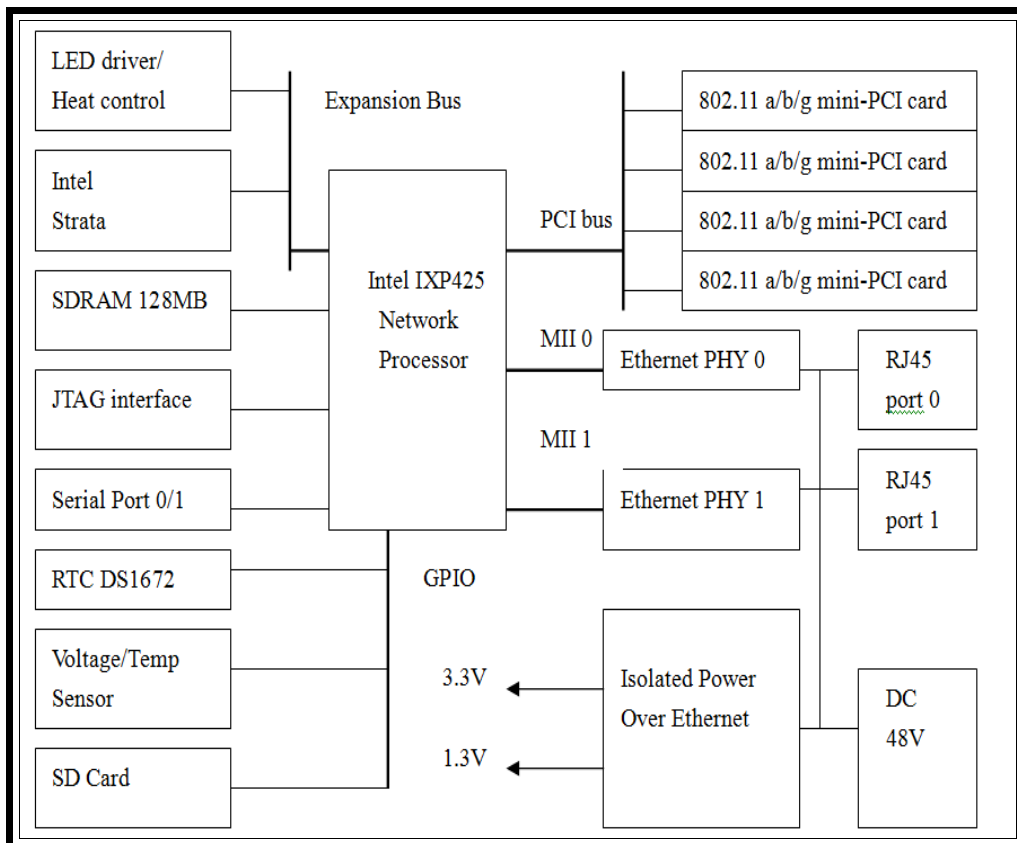 LED driver/
Heat control
Intel
Strata
SDRAM 128MB
JTAG interface
Serial Port 0/1
RTC DS1672
Voltage/Temp
Sensor
SD Card
Expansion Bus
Intel IXP425
Network
Processor
GPIO
3.3V
1.3V
PCI bus
MII 0
MII 1
802.11 a/b/g mini-PCI card
802.11 a/b/g mini-PCI card
802.11 a/b/g mini-PCI card
802.11 a/b/g mini-PCI card
Ethernet PHY 0
Ethernet PHY 1
Isolated Power
Over Ethernet
RJ45
port 0
RJ45
port 1
DC
48V